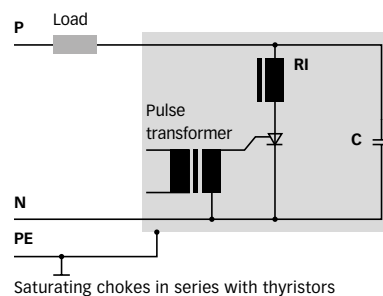 Load
P
RI
Pulse
transformer
C
N
PE
Saturating chokes in series with thyristors